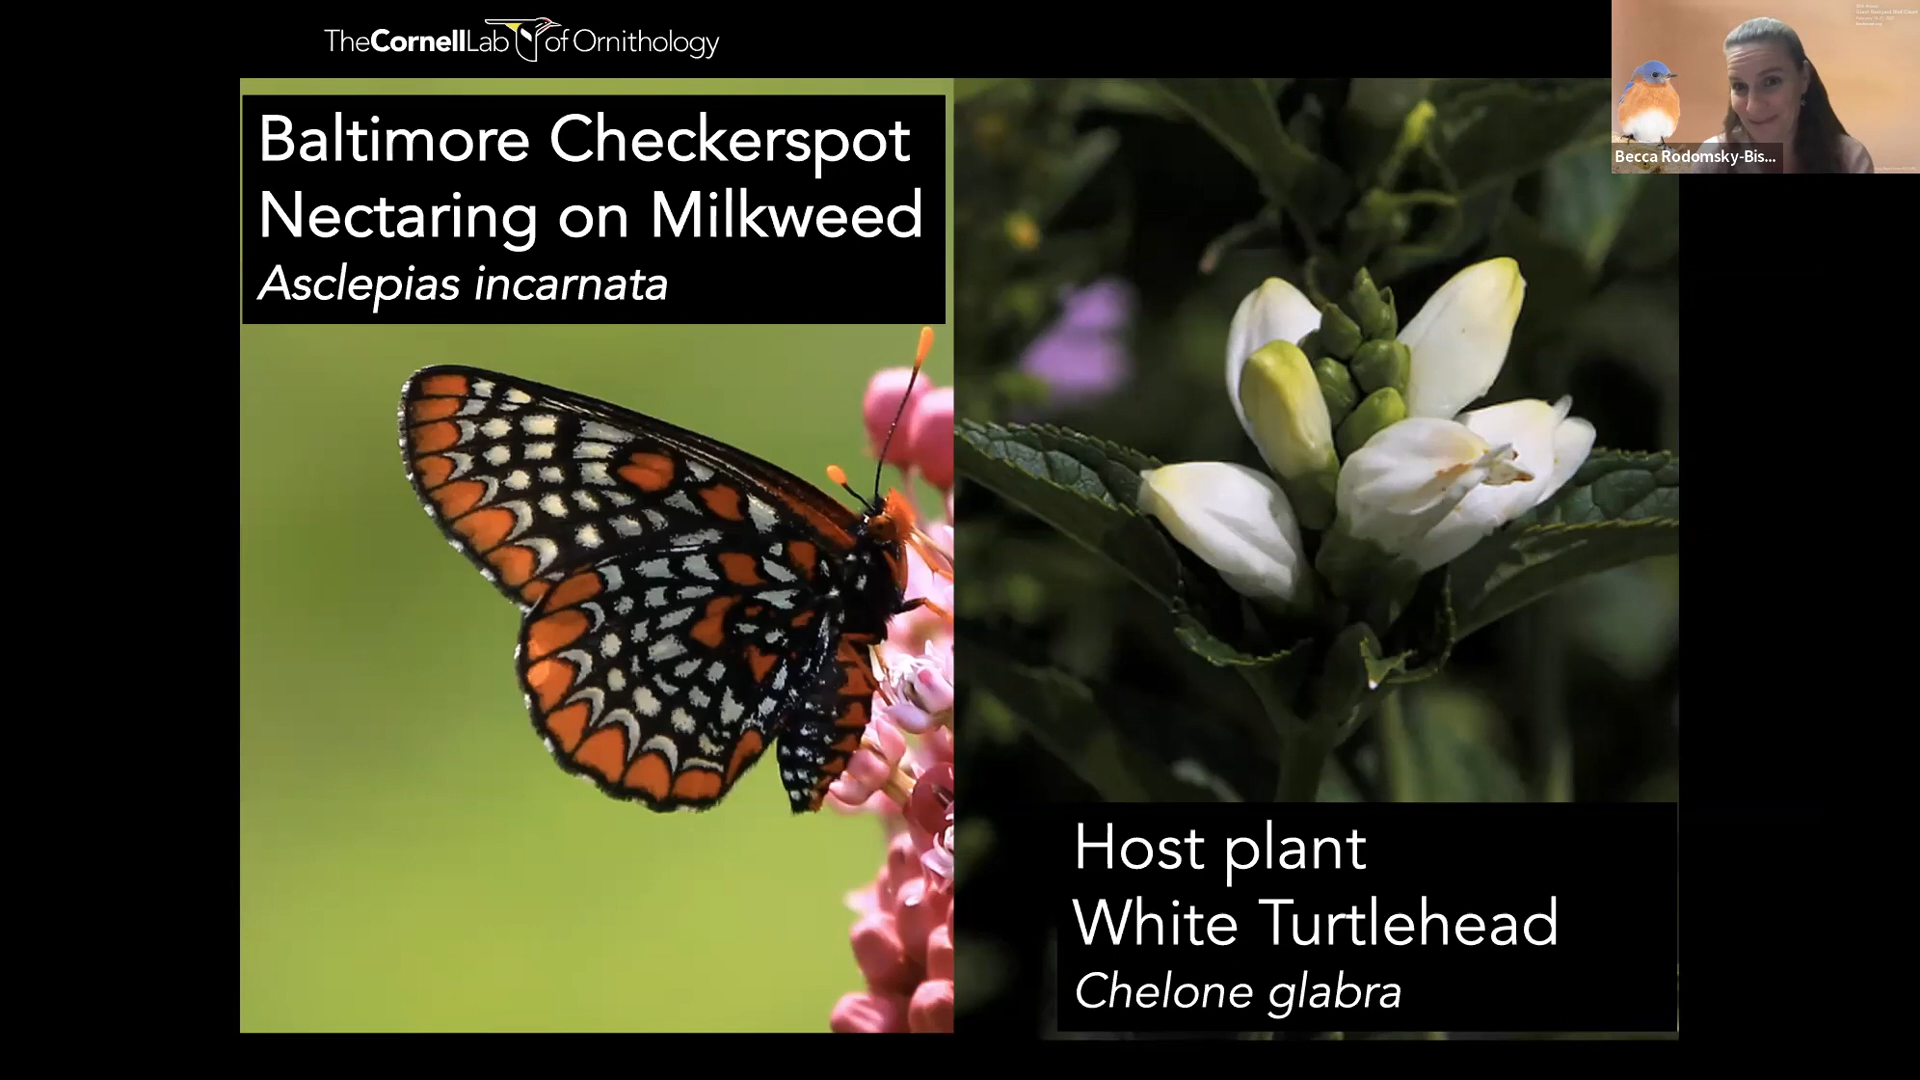 TheCornellLab of Ornithology
Baltimore Checkerspot
Nectaring on Milkweed
Asclepias incarnata
Becca Rodomsky-Bis...
Host plant
White Turtlehead
Chelone glabra